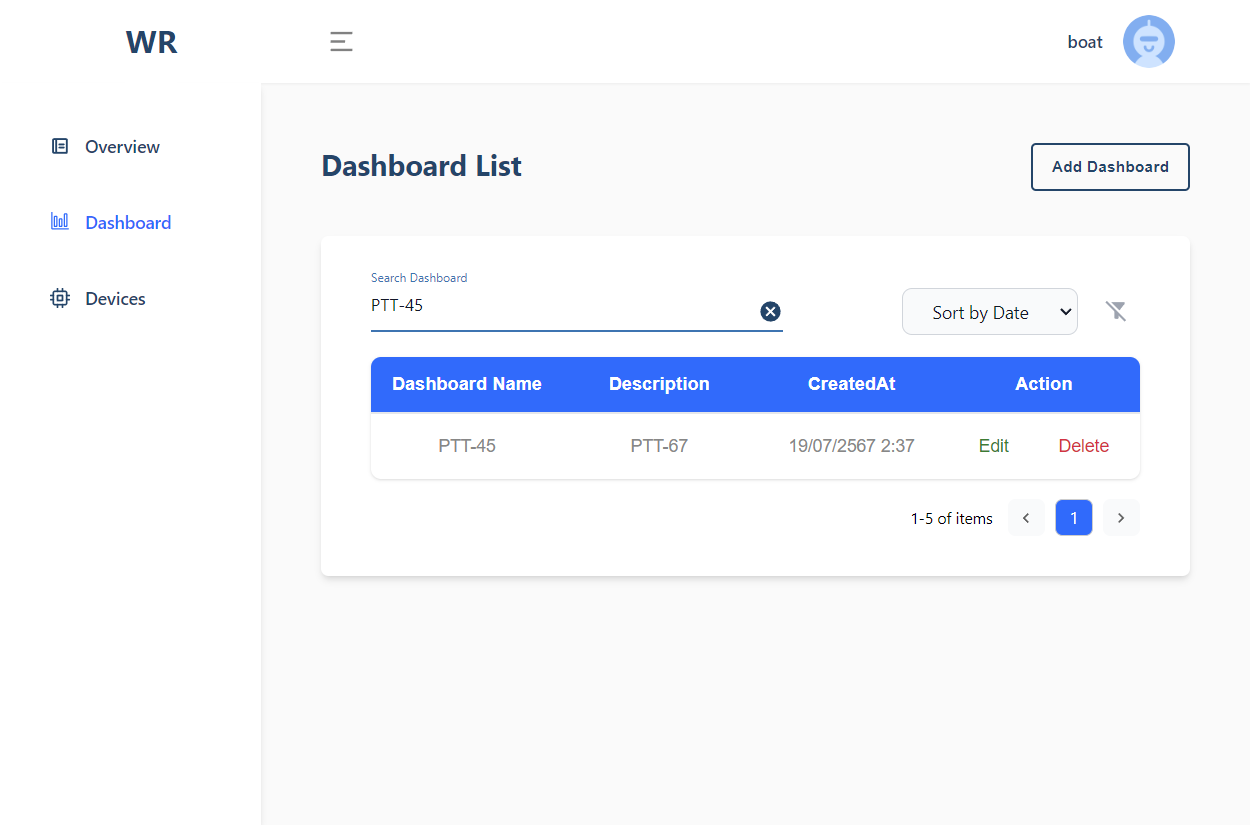 WR
boat
Overview
Dashboard
Devices
Dashboard List
Add Dashboard
Search Dashboard
PTT-45
Sort by Date
Dashboard Name Description CreatedAt Action
PTT-45 PTT-67 19/07/2567 2:37 Edit Delete
1-5 of items 1